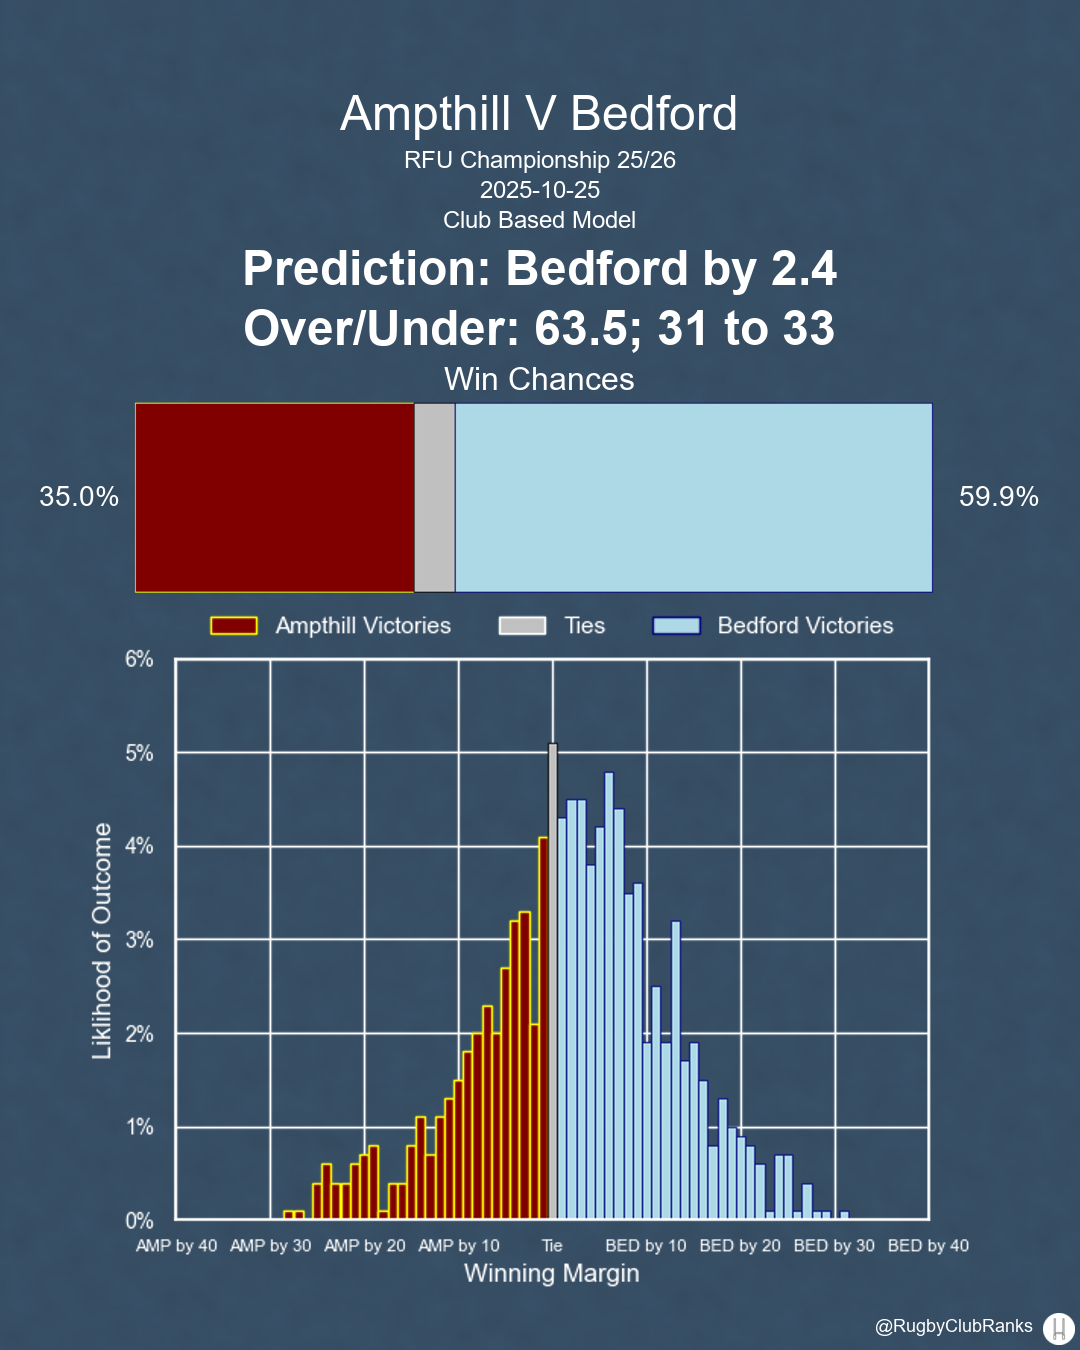 Ampthill V Bedford
RFU Championship 25/26
2025-10-25
Club Based Model
Prediction: Bedford by 2.4
Over/Under: 63.5; 31 to 33
Win Chances
35.0%
59.9%
Ampthill Victories
Ties
Bedford Victories
6%
5%
4%
3%
2%
1%
0%
Liklihood of Outcome
AMP by 40 AMP by 30 AMP by 20 AMP by 10 Tie BED by 10 BED by 20 BED by 30 BED by 40
Winning Margin
@RugbyClubRanks